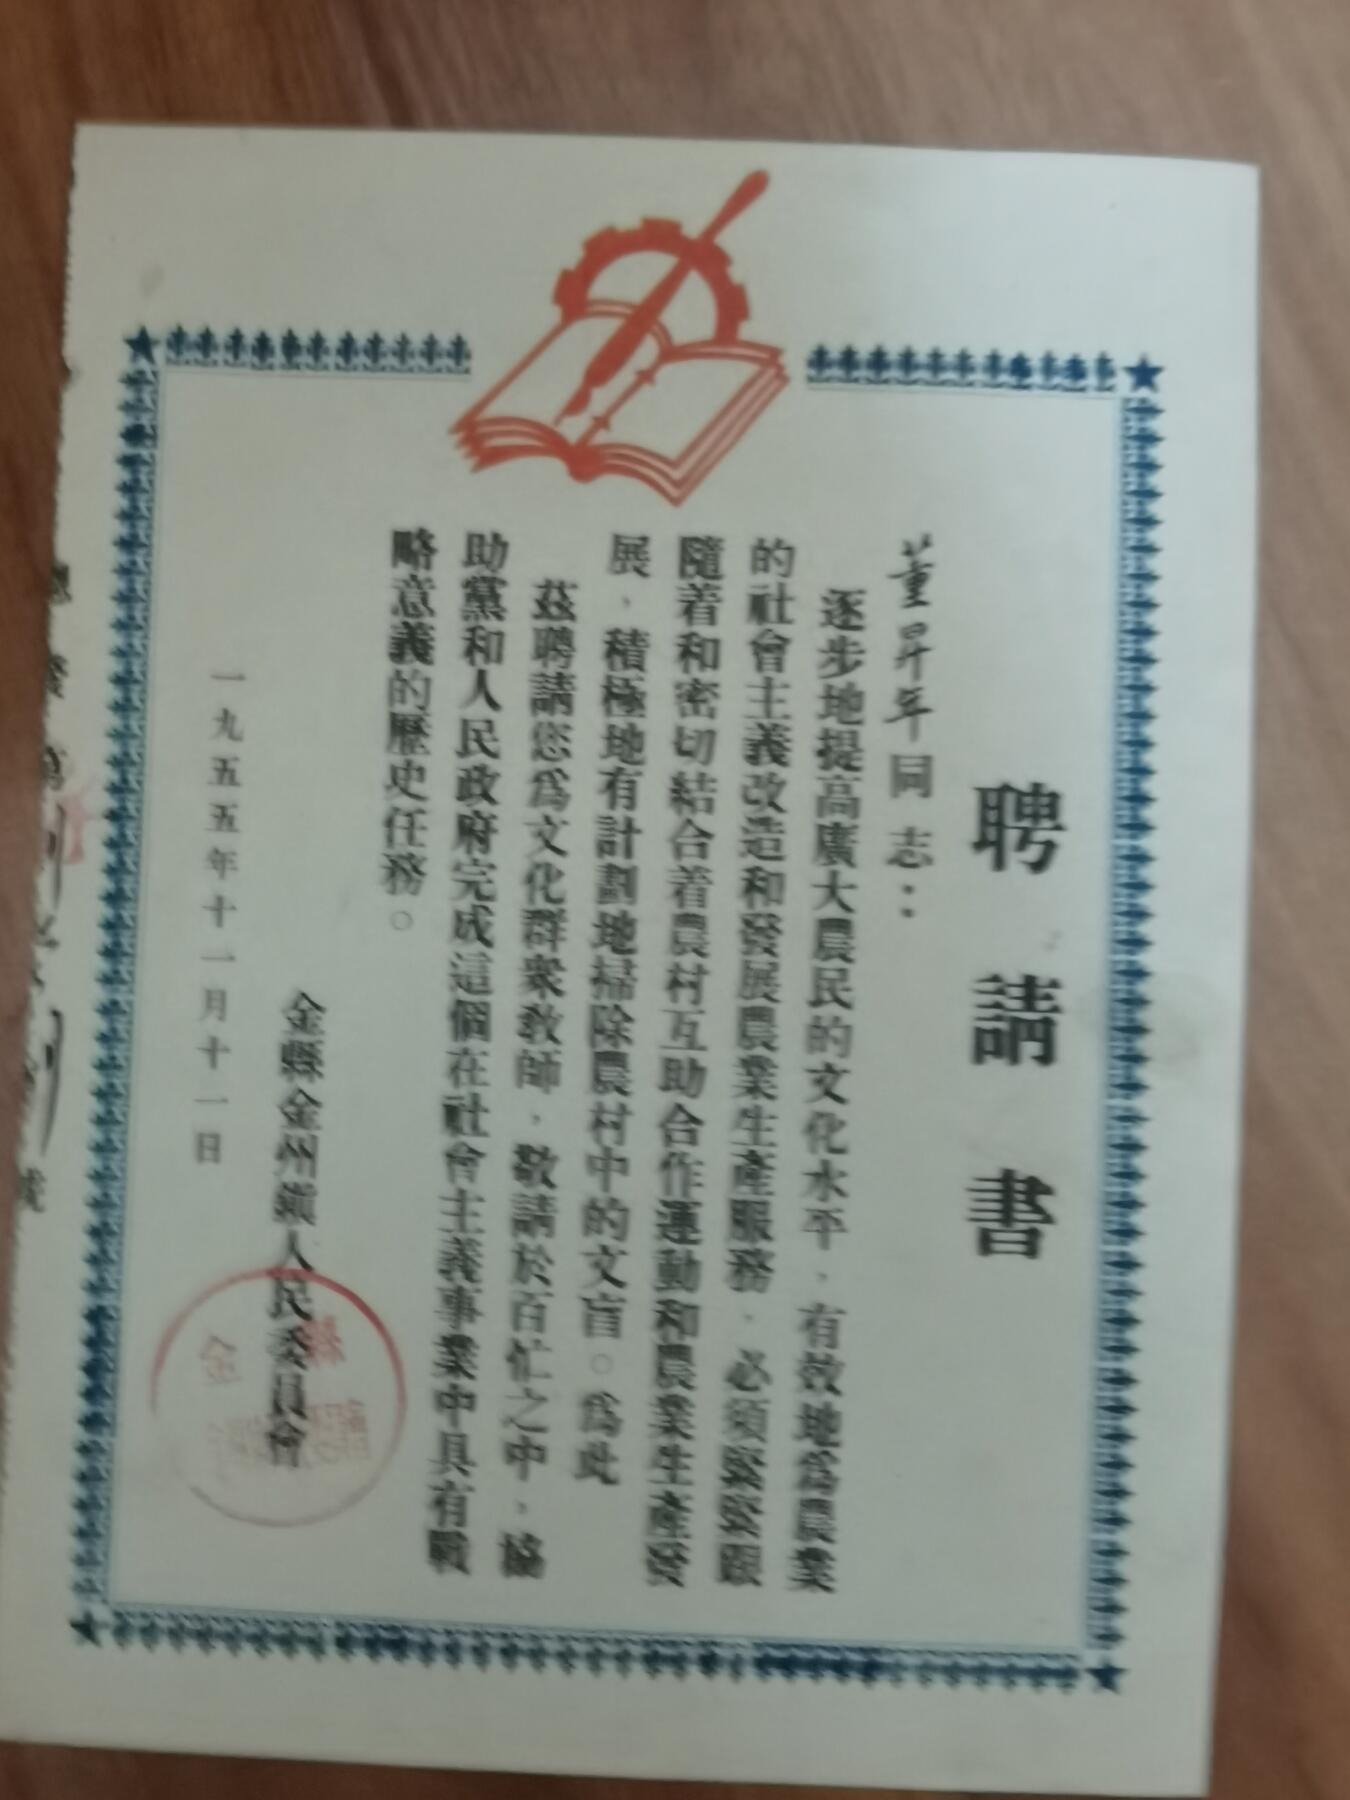 聘請書
董昇年同志：
逐步地提高廣大農民的文化水平，有效地爲農業
的社會主義改造和發展農業生產服務，必須緊緊跟
隨着和密切結合着農村互助合作運動和農業生產發
展，積極地有計劃地掃除農村中的文盲。爲此
茲聘請您爲文化群衆敎師，敬請於百忙之中，協
助黨和人民政府完成這個在社會主義事業中具有戰
略意義的歷史任務。
金縣金州鎭人民委員會
一九五五年十一月十一日